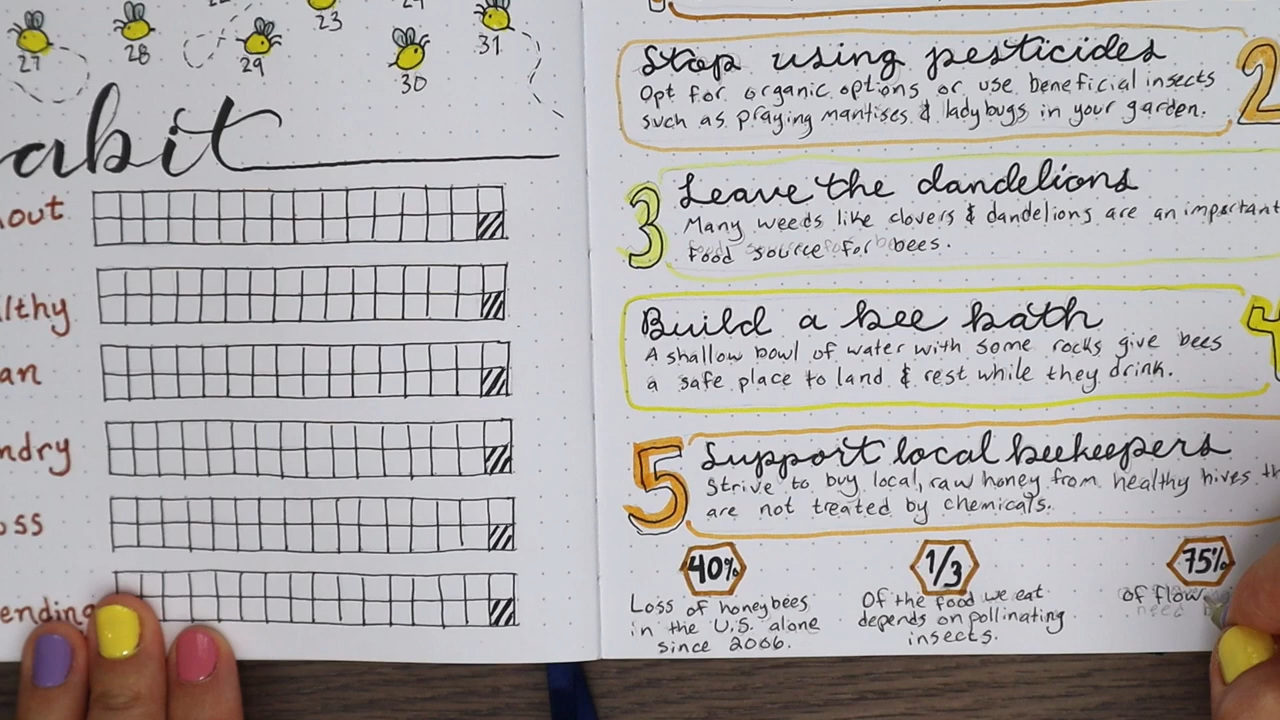 27
28
29
23
30
31
abit
out
lthy
an
ndry
oss
ending
Stop using pesticides
2
Opt for organic options or use beneficial insects
such as praying mantises & ladybugs in your garden.
3
Leave the dandelions
Many weeds like clovers & dandelions are an important
food source for bees.
Build a bee bath
4
A shallow bowl of water with some rocks give bees
a safe place to land & rest while they drink.
5
Support local beekeepers
Strive to buy local, raw honey from healthy hives th
are not treated by chemicals.
40%
Loss of honeybees
in the U.S. alone
since 2006.
1/3
Of the food we eat
depends on pollinating
insects.
75%
of flow
need